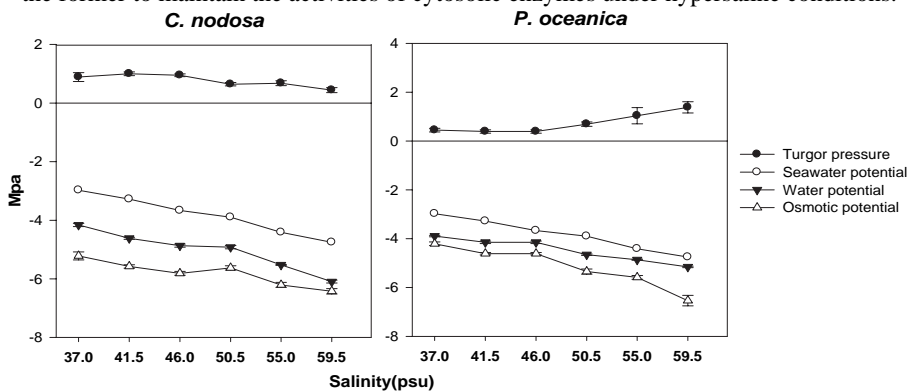 the former to maintain the activities of cytosolic enzymes under hypersaline conditions.
C. nodosa
P. oceanica
2
0
-2
-4
-6
-8
Mpa
37.0 41.5 46.0 50.5 55.0 59.5
4
2
0
-2
-4
-6
-8
37.0 41.5 46.0 50.5 55.0 59.5
Salinity(psu)
Turgor pressure
Seawater potential
Water potential
Osmotic potential